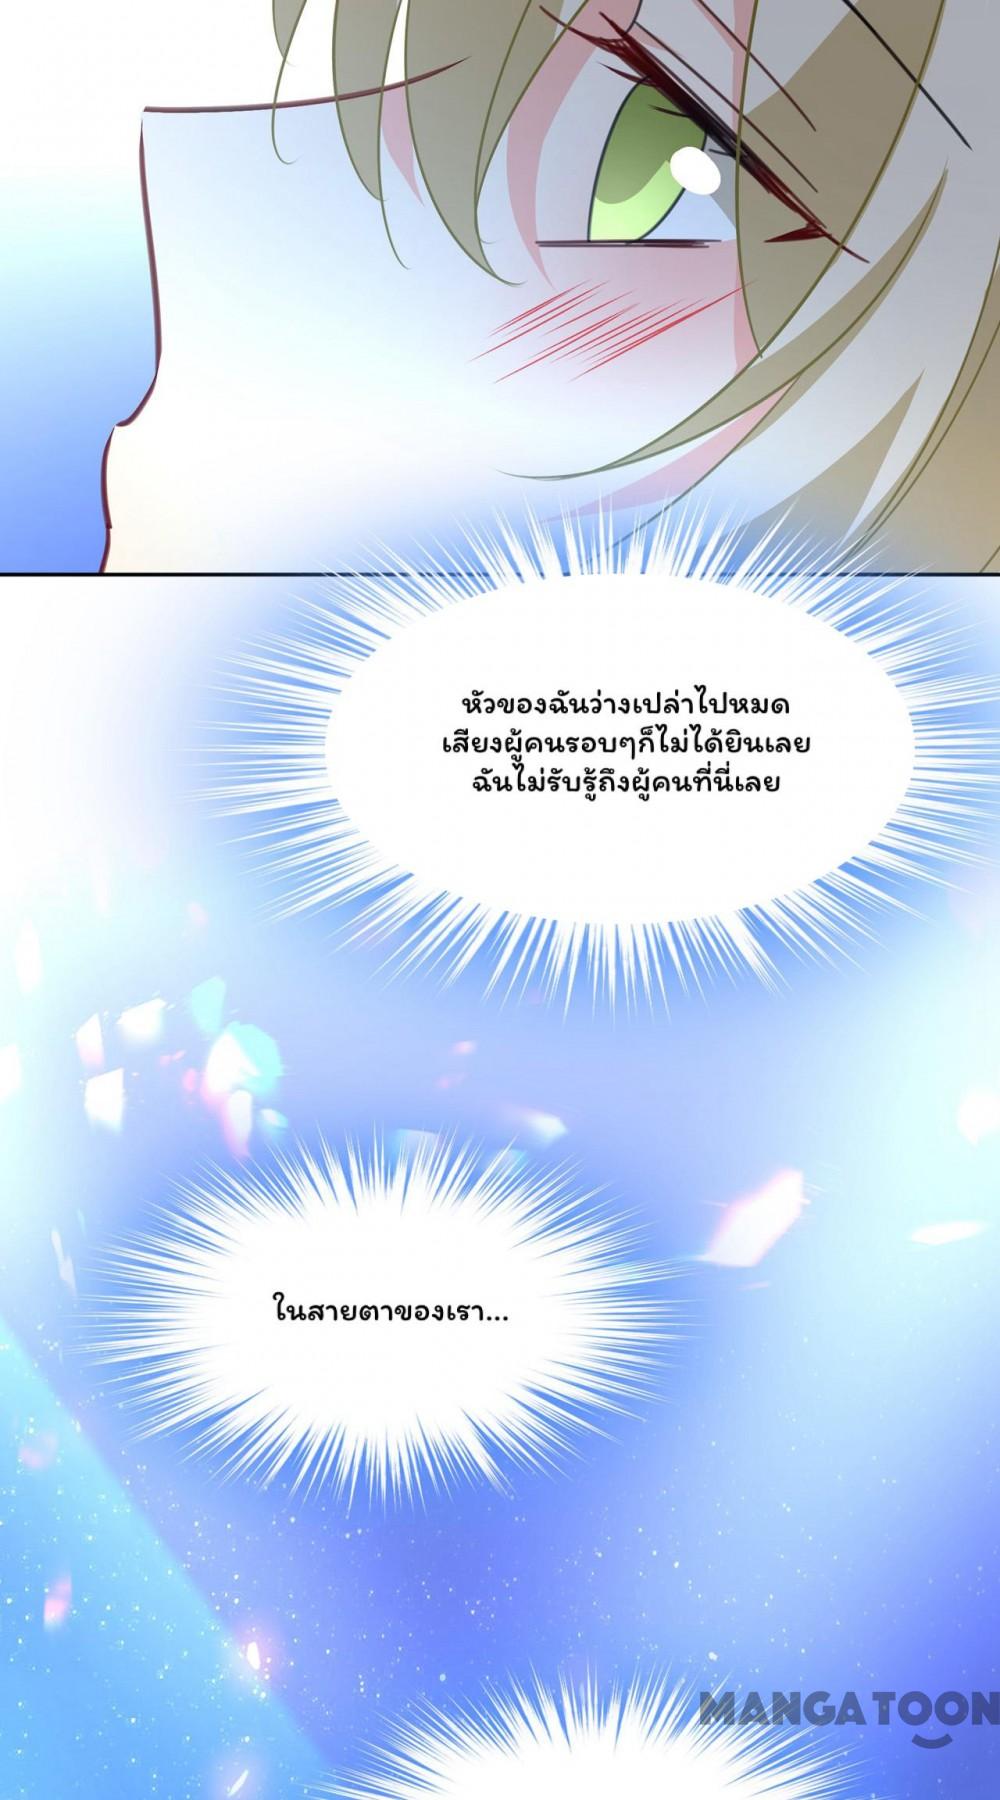 หัวของฉันว่างเปล่าไปหมด
เสียงผู้คนรอบๆก็ไม่ได้ยินเลย
ฉันไม่รับรู้ถึงผู้คนที่นี่เลย
ในสายตาของเรา...
MANGATOON